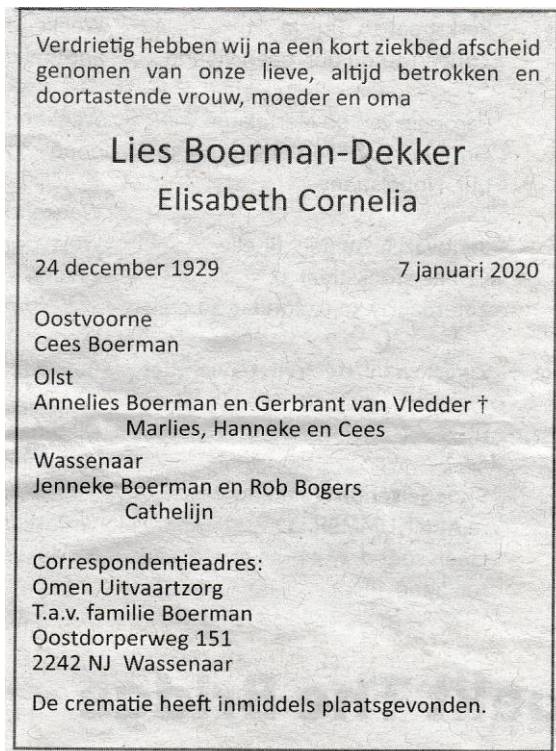 Verdrietig hebben wij na een kort ziekbed afscheid
genomen van onze lieve, altijd betrokken en
doortastende vrouw, moeder en oma
Lies Boerman-Dekker
Elisabeth Cornelia
24 december 1929 7 januari 2020
Oostvoorne
Cees Boerman
Olst
Annelies Boerman en Gerbrant van Vledder †
Marlies, Hanneke en Cees
Wassenaar
Jenneke Boerman en Rob Bogers
Cathelijn
Correspondentieadres:
Omen Uitvaartzorg
T.a.v. familie Boerman
Oostdorperweg 151
2242 NJ Wassenaar
De crematie heeft inmiddels plaatsgevonden.